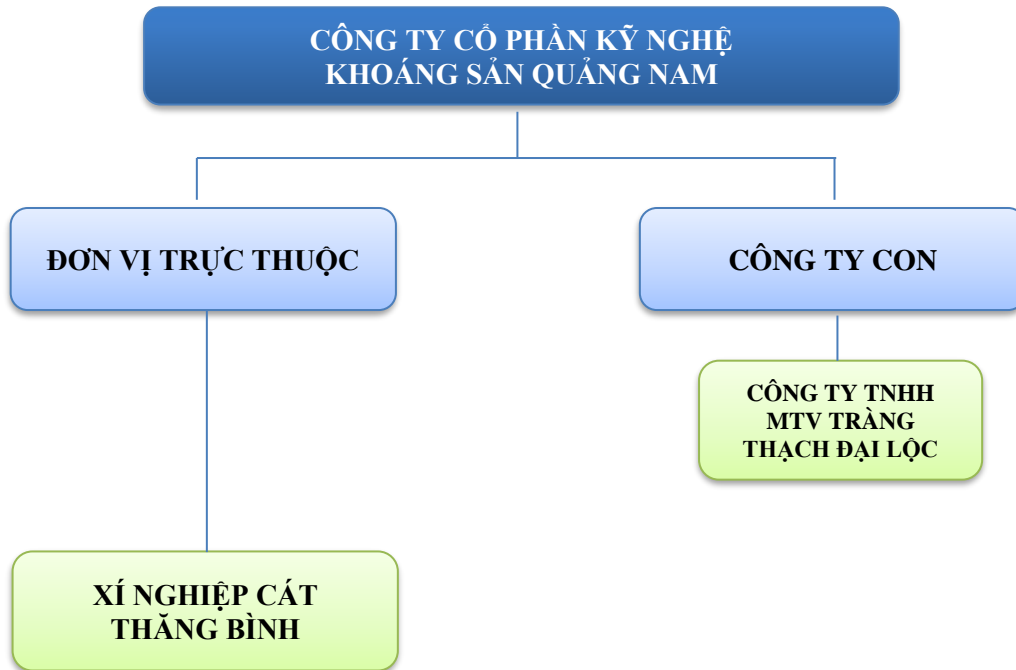 CÔNG TY CỔ PHẦN KỸ NGHỆ
KHOÁNG SẢN QUẢNG NAM
ĐƠN VỊ TRỰC THUỘC
CÔNG TY CON
CÔNG TY TNHH
MTV TRÀNG
THẠCH ĐẠI LỘC
XÍ NGHIỆP CÁT
THĂNG BÌNH